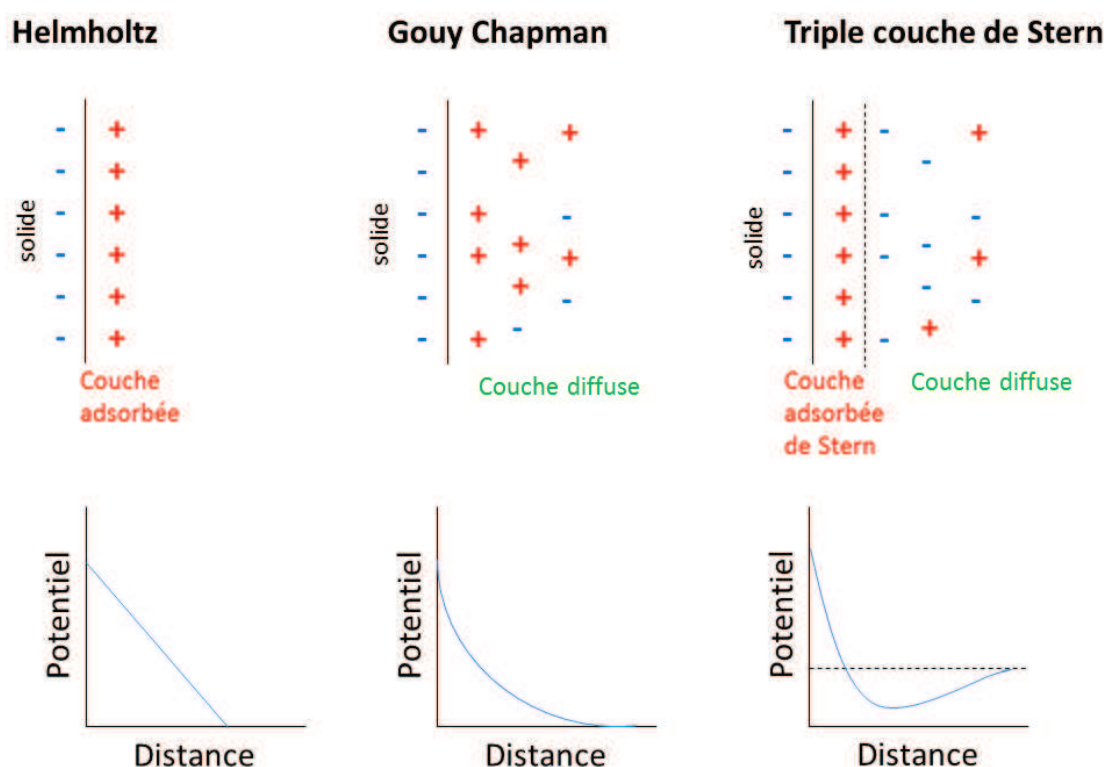 Helmholtz
Gouy Chapman
Triple couche de Stern
solide
Couche
adsorbée
solide
Couche diffuse
solide
Couche
adsorbée
de Stern
Couche diffuse
Potentiel
Distance
Potentiel
Distance
Potentiel
Distance